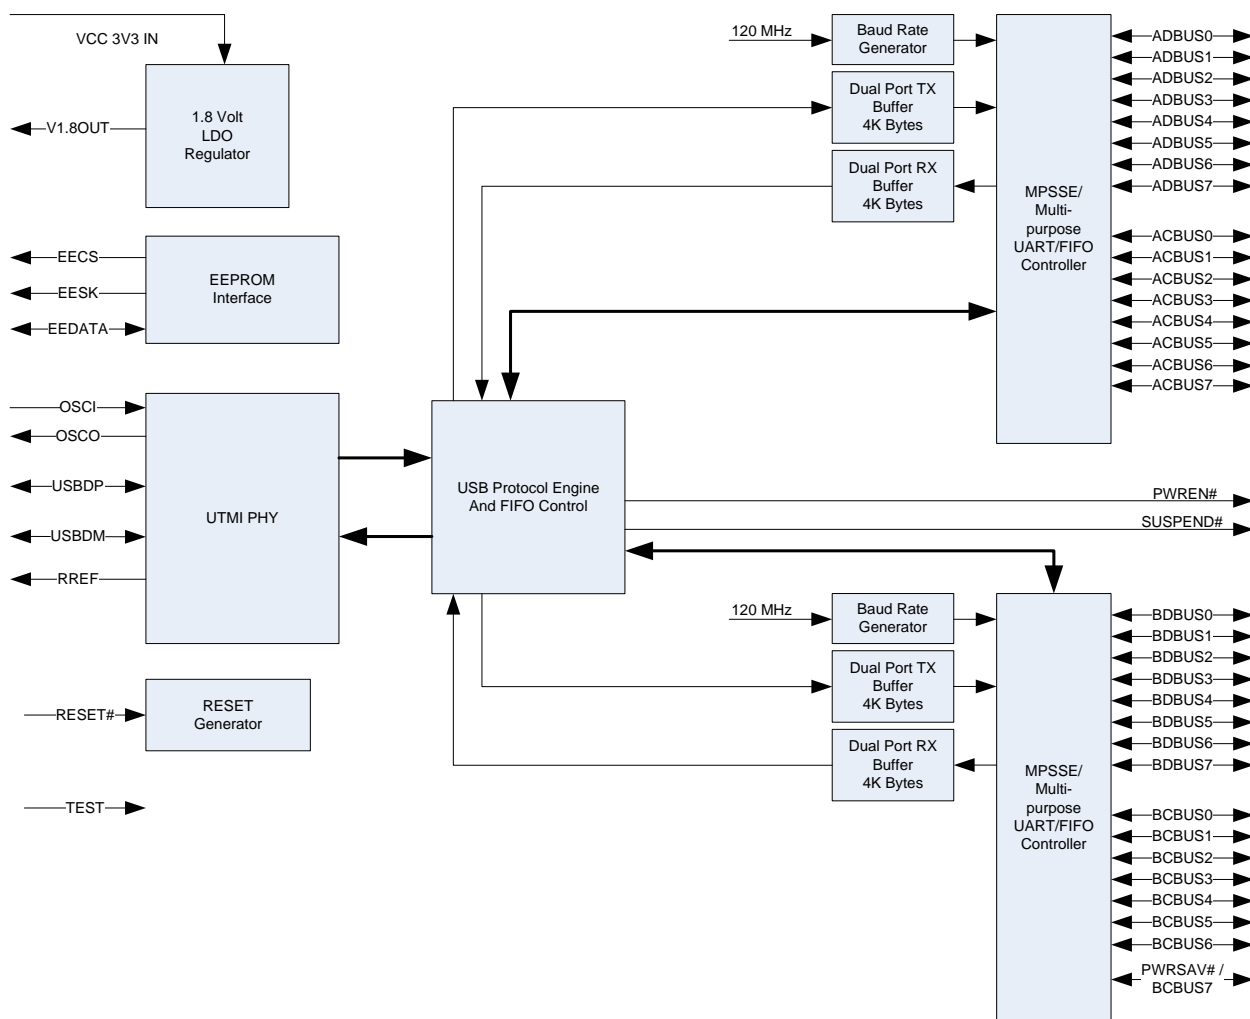 VCC 3V3 IN
1.8 Volt
LDO
Regulator
V1.8OUT
EECS
EESK
EEDATA
EEPROM
Interface
OSCI
OSCO
USBDP
USBDM
RREF
UTMI PHY
RESET#
RESET
Generator
TEST
USB Protocol Engine
And FIFO Control
120 MHz
Baud Rate
Generator
Dual Port TX
Buffer
4K Bytes
Dual Port RX
Buffer
4K Bytes
MPSSE/
Multi-
purpose
UART/FIFO
Controller
ADBUS0
ADBUS1
ADBUS2
ADBUS3
ADBUS4
ADBUS5
ADBUS6
ADBUS7
ACBUS0
ACBUS1
ACBUS2
ACBUS3
ACBUS4
ACBUS5
ACBUS6
ACBUS7
PWREN#
SUSPEND#
120 MHz
Baud Rate
Generator
Dual Port TX
Buffer
4K Bytes
Dual Port RX
Buffer
4K Bytes
MPSSE/
Multi-
purpose
UART/FIFO
Controller
BDBUS0
BDBUS1
BDBUS2
BDBUS3
BDBUS4
BDBUS5
BDBUS6
BDBUS7
BCBUS0
BCBUS1
BCBUS2
BCBUS3
BCBUS4
BCBUS5
BCBUS6
PWRSAV# /
BCBUS7